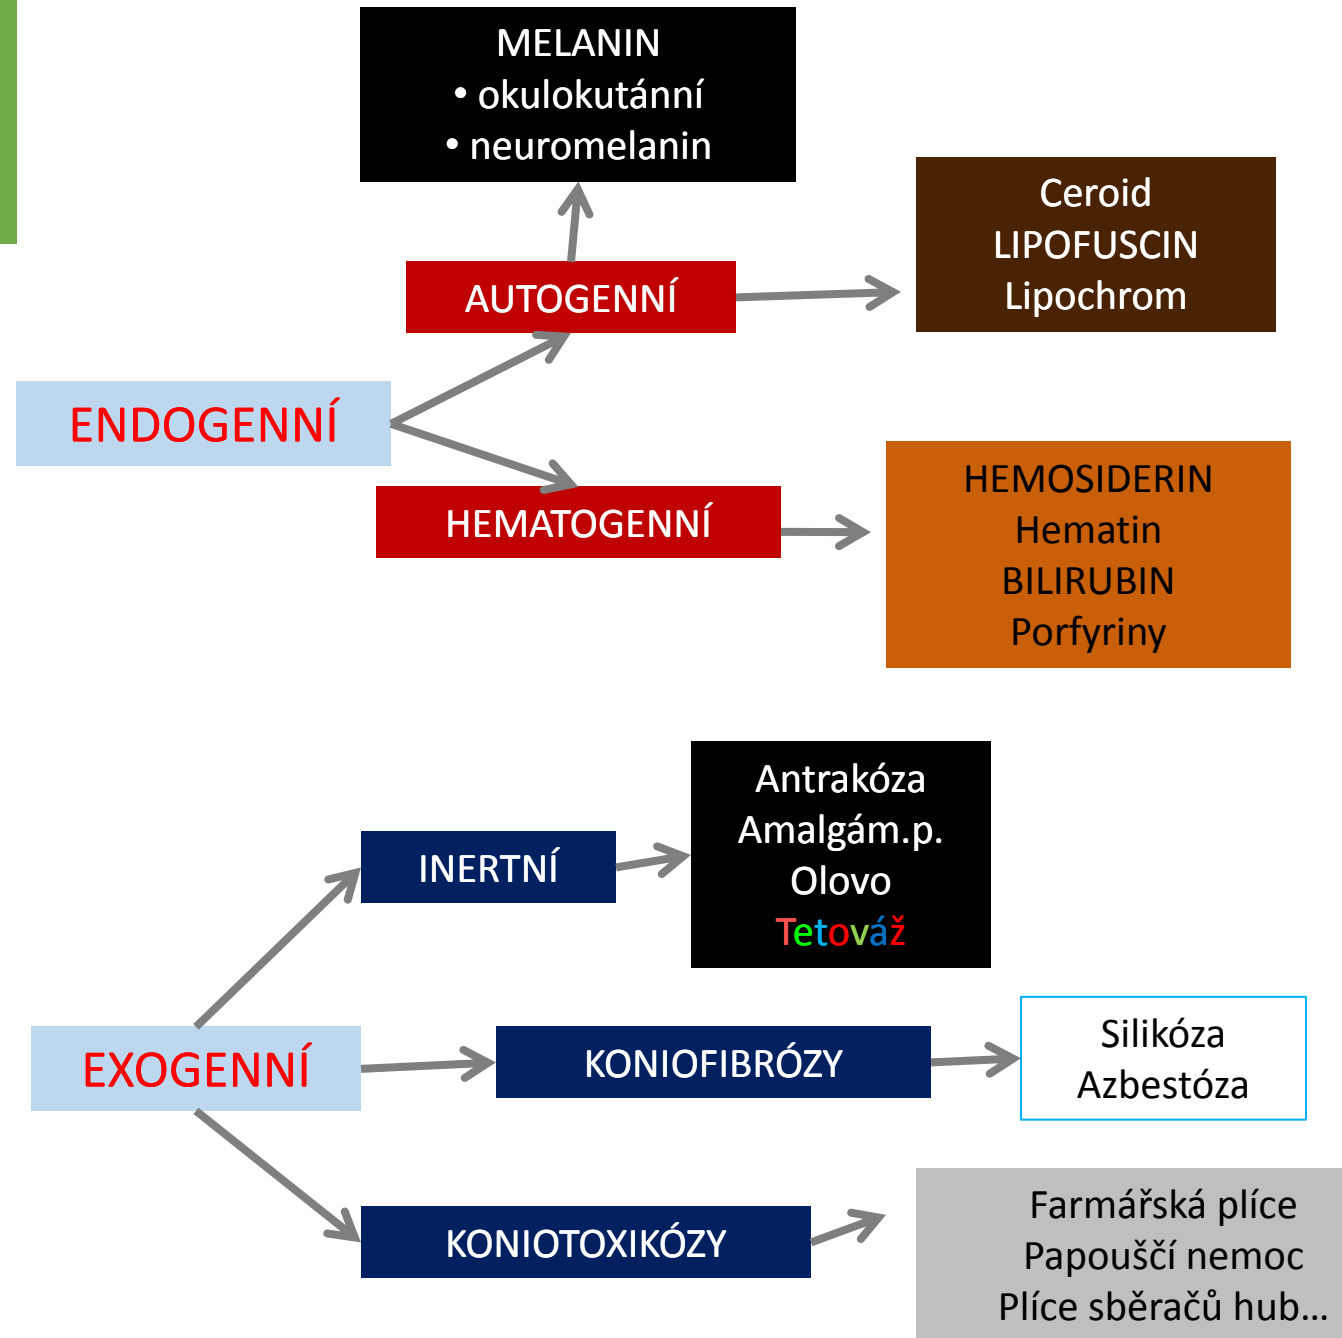 MELANIN
• okulokutánní
• neuromelanin
Ceroid
LIPOFUSCIN
Lipochrom
AUTOGENNÍ
ENDOGENNÍ
HEMATOGENNÍ
HEMOSIDERIN
Hematin
BILIRUBIN
Porfyriny
Antrakóza
Amalgám.p.
Olovo
Tetováž
INERTNÍ
EXOGENNÍ
KONIOFIBRÓZY
Silikóza
Azbestóza
KONIOTOXIKÓZY
Farmářská plíce
Papouščí nemoc
Plíce sběračů hub…